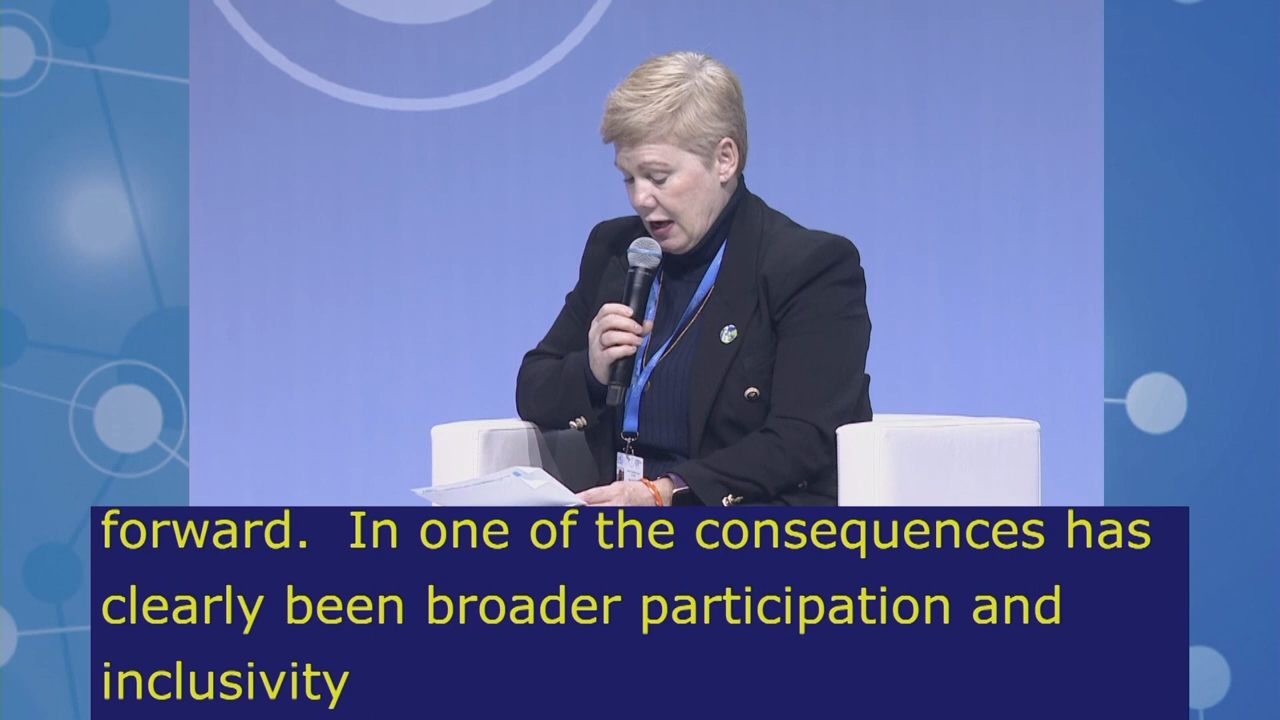 forward.  In one of the consequences has
clearly been broader participation and
inclusivity